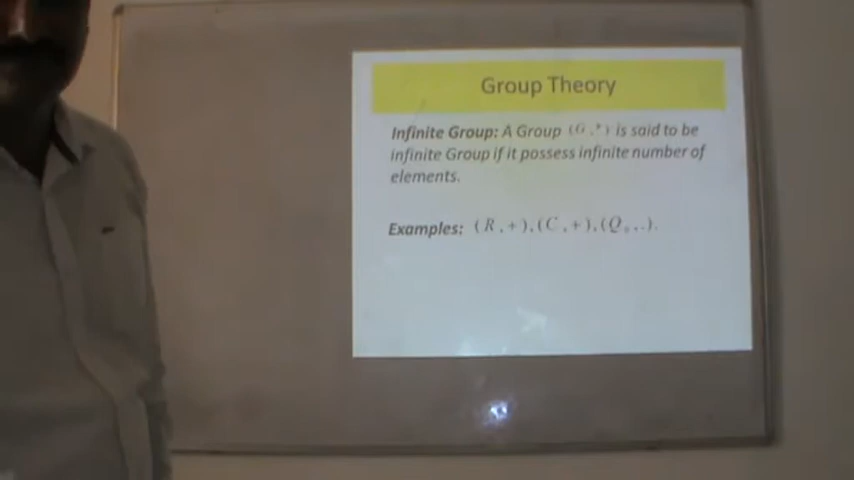 Group Theory
Infinite Group: A Group (G ,*) is said to be
infinite Group if it possess infinite number of
elements.
Examples: (R , +), (C , +), (Q₀ , .).